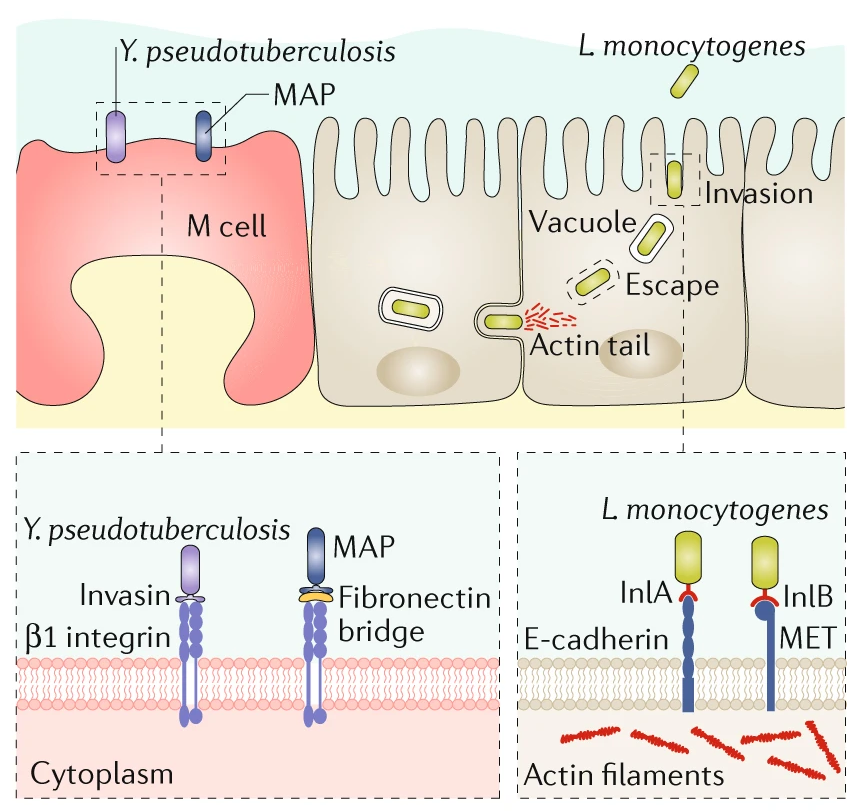 Y. pseudotuberculosis
L. monocytogenes
MAP
M cell
Invasion
Vacuole
Escape
Actin tail
Y. pseudotuberculosis
MAP
Invasin
Fibronectin
bridge
β1 integrin
Cytoplasm
L. monocytogenes
InlA
InlB
E-cadherin
MET
Actin filaments